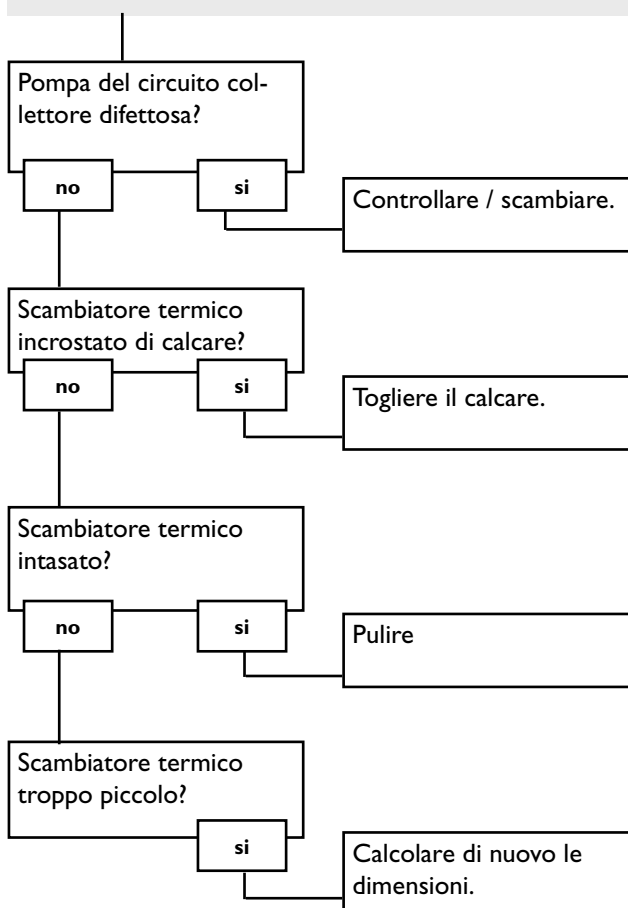 Pompa del circuito col-
lettore difettosa?
no
si
Controllare / scambiare.
Scambiatore termico
incrostato di calcare?
no
si
Togliere il calcare.
Scambiatore termico
intasato?
no
si
Pulire
Scambiatore termico
troppo piccolo?
si
Calcolare di nuovo le
dimensioni.